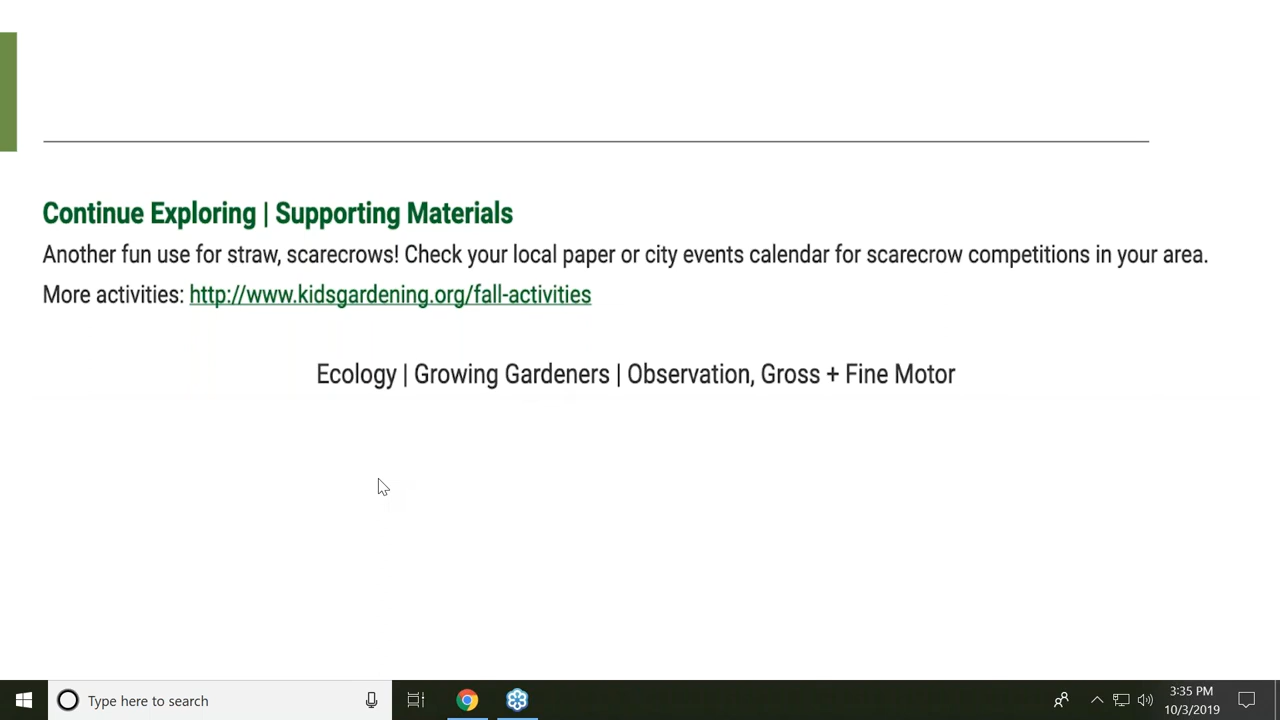 Continue Exploring | Supporting Materials
Another fun use for straw, scarecrows! Check your local paper or city events calendar for scarecrow competitions in your area.
More activities: http://www.kidsgardening.org/fall-activities
Ecology | Growing Gardeners | Observation, Gross + Fine Motor
Type here to search
3:35 PM
10/3/2019